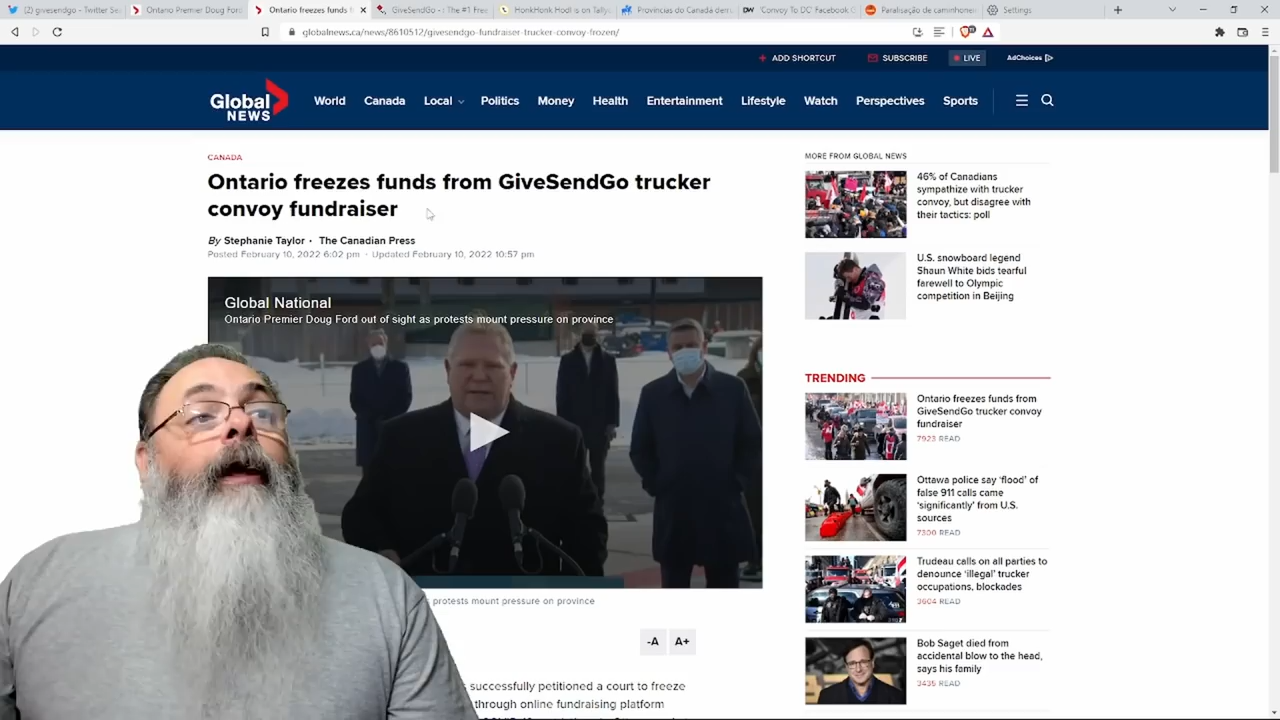 (2) givesendgo - Twitter Se
Ontario Premier Doug Ford
Ontario freezes funds f
GiveSendGo - The #1 Free
HonkHonk.Hodl is on Tally
Províncias do Canadá derr
'Convoy To DC' Facebook G
Paralisação de caminhonei
Settings
globalnews.ca/news/8610512/givesendgo-fundraiser-trucker-convoy-frozen/
ADD SHORTCUT
SUBSCRIBE
LIVE
AdChoices
Global
NEWS
World
Canada
Local
Politics
Money
Health
Entertainment
Lifestyle
Watch
Perspectives
Sports
CANADA
Ontario freezes funds from GiveSendGo trucker
convoy fundraiser
By Stephanie Taylor · The Canadian Press
Posted February 10, 2022 6:02 pm · Updated February 10, 2022 10:57 pm
Global National
Ontario Premier Doug Ford out of sight as protests mount pressure on province
s protests mount pressure on province
-A
A+
s successfully petitioned a court to freeze
through online fundraising platform
MORE FROM GLOBAL NEWS
46% of Canadians
sympathize with trucker
convoy, but disagree with
their tactics: poll
U.S. snowboard legend
Shaun White bids tearful
farewell to Olympic
competition in Beijing
TRENDING
Ontario freezes funds from
GiveSendGo trucker convoy
fundraiser
7923 READ
Ottawa police say 'flood' of
false 911 calls came
'significantly' from U.S.
sources
7300 READ
Trudeau calls on all parties to
denounce 'illegal' trucker
occupations, blockades
3604 READ
Bob Saget died from
accidental blow to the head,
says his family
3435 READ